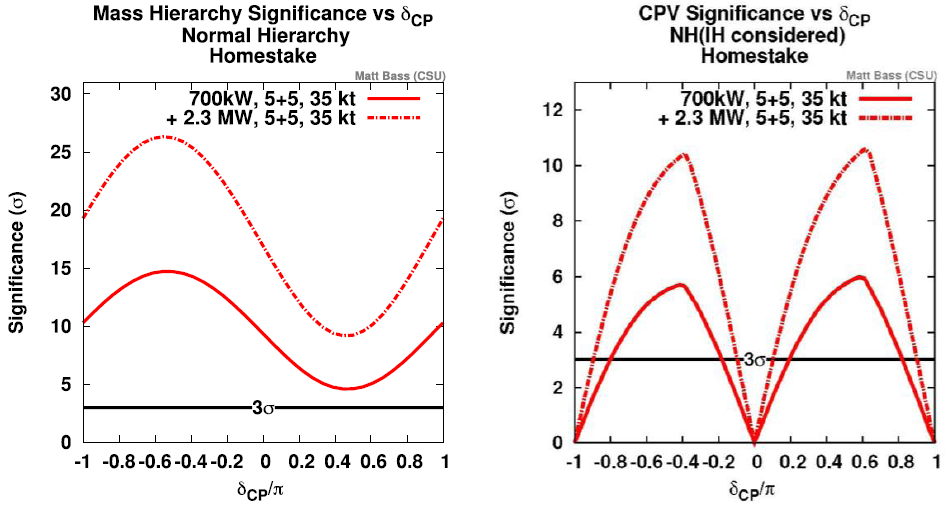 Mass Hierarchy Significance vs δCP
Normal Hierarchy
Homestake
Matt Bass (CSU)
700kW, 5+5, 35 kt
+ 2.3 MW, 5+5, 35 kt
30
25
20
15
10
5
0
Significance (σ)
3σ
-1 -0.8 -0.6 -0.4 -0.2 0 0.2 0.4 0.6 0.8 1
δCP/π
CPV Significance vs δCP
NH(IH considered)
Homestake
Matt Bass (CSU)
700kW, 5+5, 35 kt
+ 2.3 MW, 5+5, 35 kt
12
10
8
6
4
2
0
Significance (σ)
3σ
-1 -0.8 -0.6 -0.4 -0.2 0 0.2 0.4 0.6 0.8 1
δCP/π